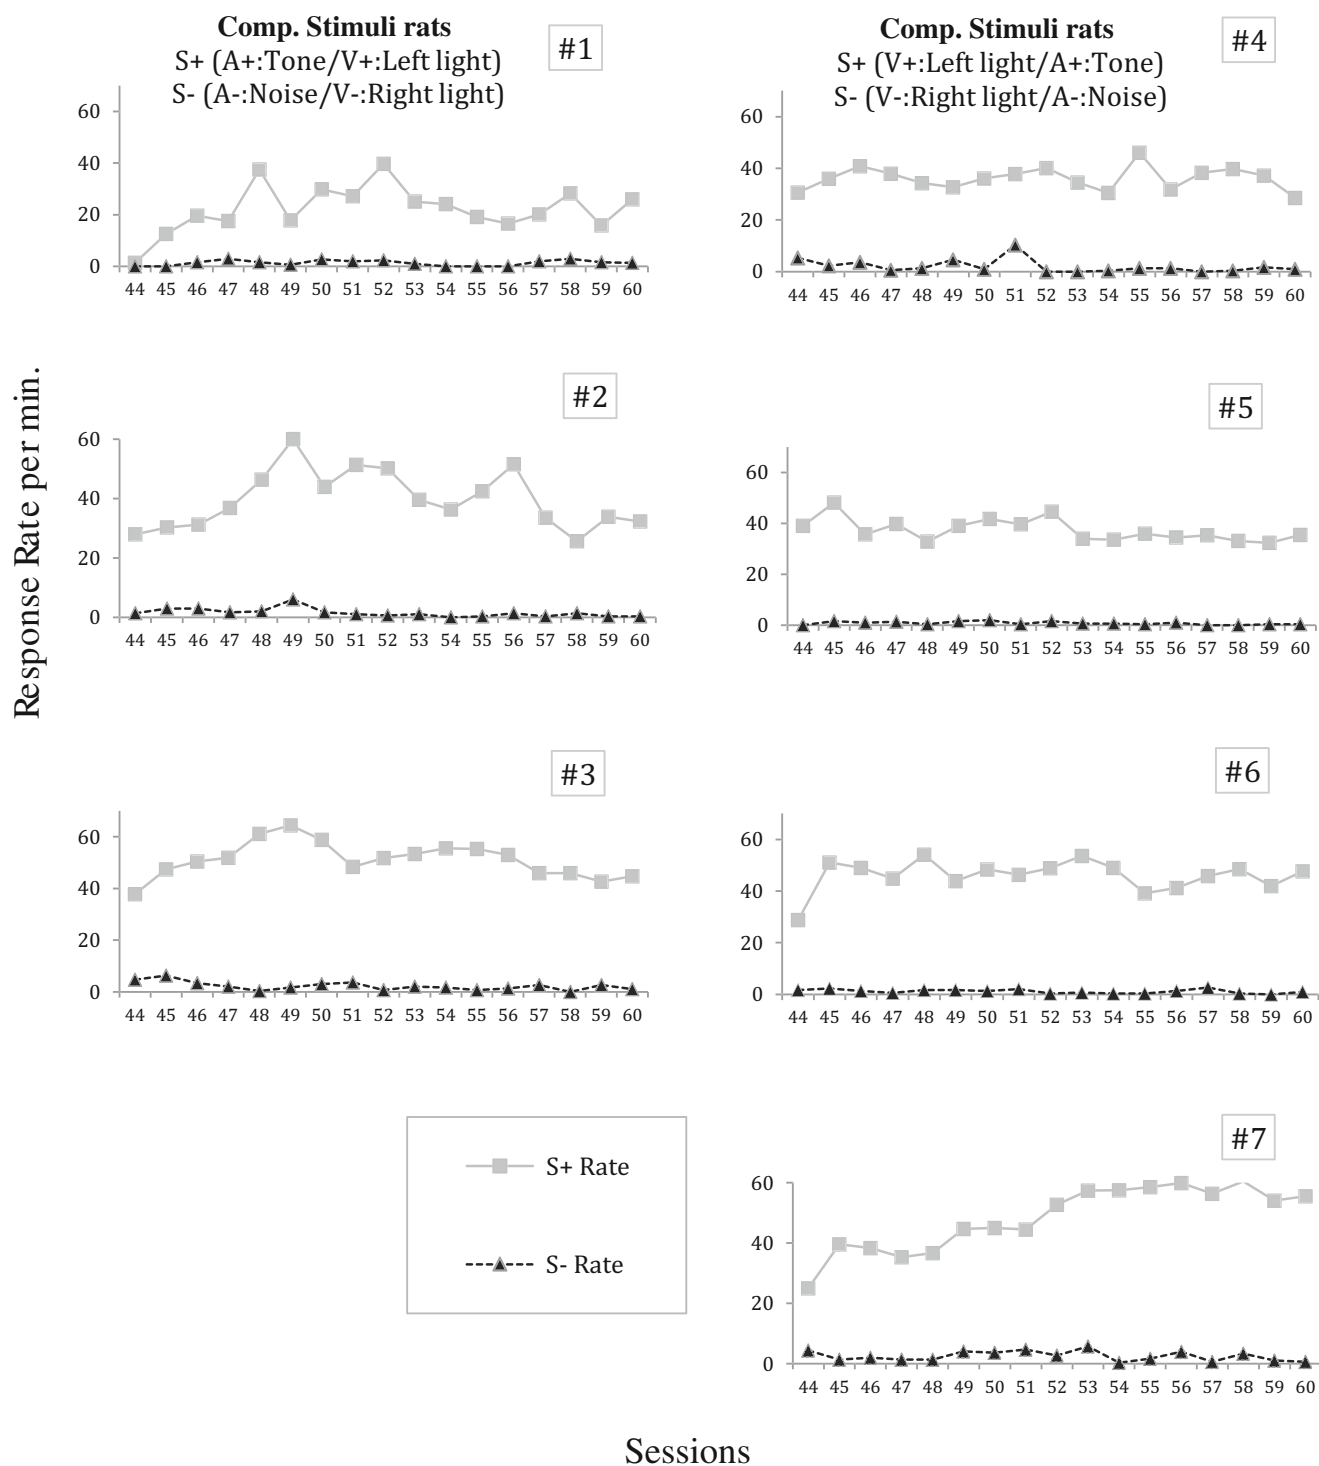 Comp. Stimuli rats
S+ (A+:Tone/V+:Left light)
S- (A-:Noise/V-:Right light)
#1
60
40
20
0
44 45 46 47 48 49 50 51 52 53 54 55 56 57 58 59 60
Comp. Stimuli rats
S+ (V+:Left light/A+:Tone)
S- (V-:Right light/A-:Noise)
#4
60
40
20
0
44 45 46 47 48 49 50 51 52 53 54 55 56 57 58 59 60
Response Rate per min.
#2
60
40
20
0
44 45 46 47 48 49 50 51 52 53 54 55 56 57 58 59 60
#5
60
40
20
0
44 45 46 47 48 49 50 51 52 53 54 55 56 57 58 59 60
#3
60
40
20
0
44 45 46 47 48 49 50 51 52 53 54 55 56 57 58 59 60
#6
60
40
20
0
44 45 46 47 48 49 50 51 52 53 54 55 56 57 58 59 60
S+ Rate
S- Rate
#7
60
40
20
0
44 45 46 47 48 49 50 51 52 53 54 55 56 57 58 59 60
Sessions